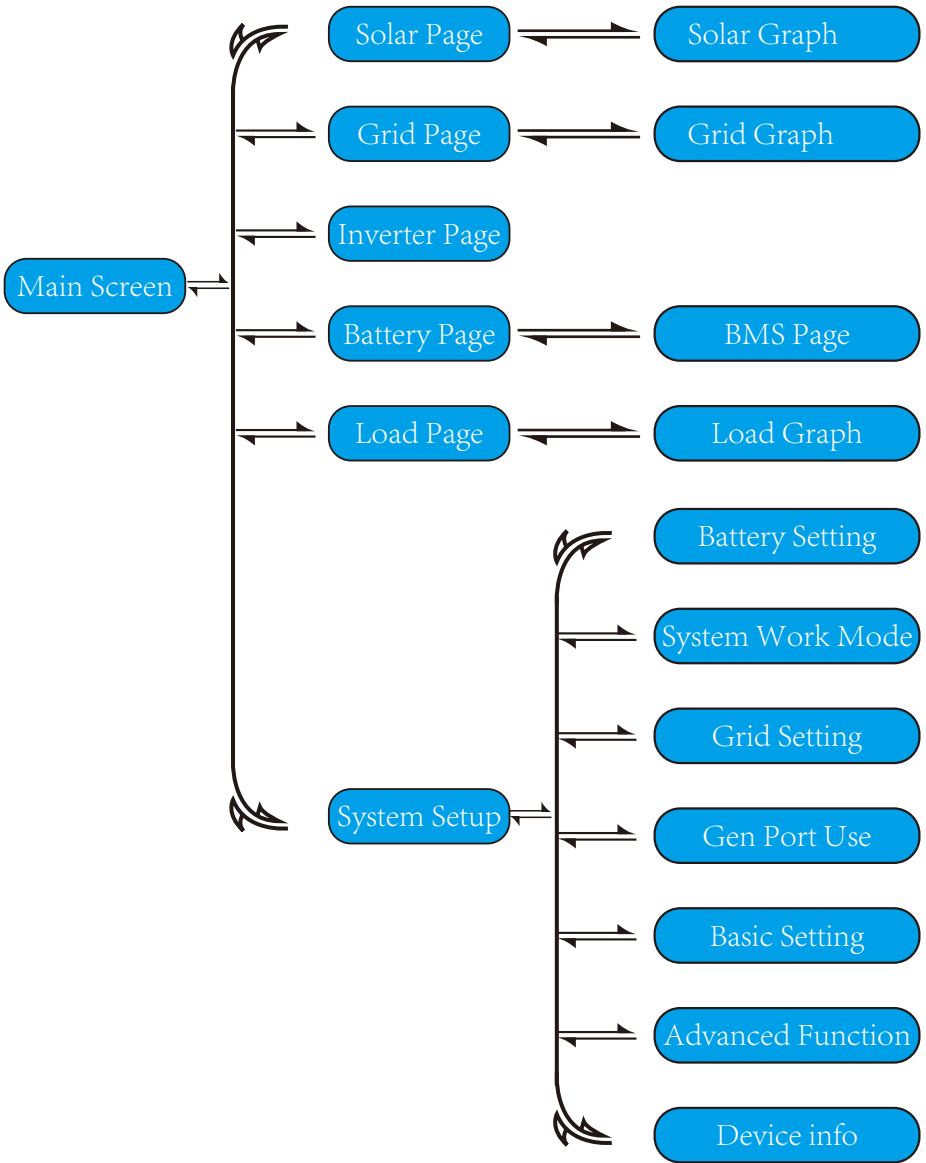 Solar Page
Solar Graph
Grid Page
Grid Graph
Inverter Page
Main Screen
Battery Page
BMS Page
Load Page
Load Graph
Battery Setting
System Work Mode
Grid Setting
System Setup
Gen Port Use
Basic Setting
Advanced Function
Device info